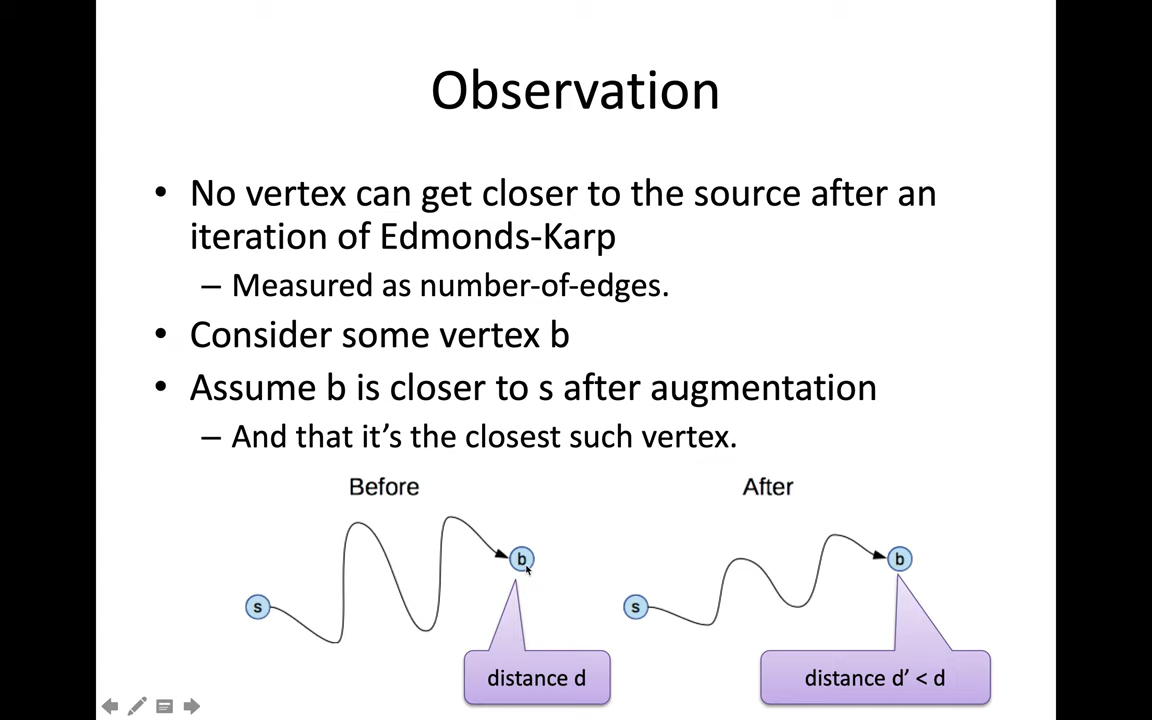 Observation
• No vertex can get closer to the source after an
iteration of Edmonds-Karp
– Measured as number-of-edges.
• Consider some vertex b
• Assume b is closer to s after augmentation
– And that it’s the closest such vertex.
Before
After
b
b
s
s
distance d
distance d’ < d